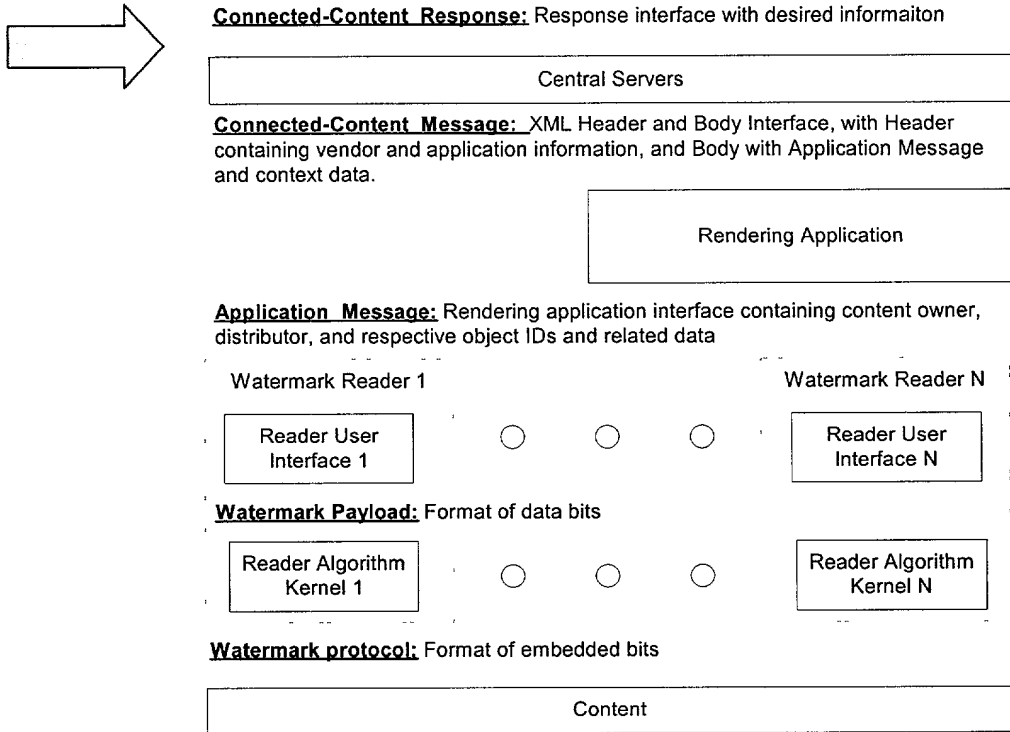 Connected-Content Response: Response interface with desired informaiton
Central Servers
Connected-Content Message: XML Header and Body Interface, with Header
containing vendor and application information, and Body with Application Message
and context data.
Rendering Application
Application Message: Rendering application interface containing content owner,
distributor, and respective object IDs and related data
Watermark Reader 1
Watermark Reader N
Reader User
Interface 1
Reader User
Interface N
Watermark Payload: Format of data bits
Reader Algorithm
Kernel 1
Reader Algorithm
Kernel N
Watermark protocol: Format of embedded bits
Content